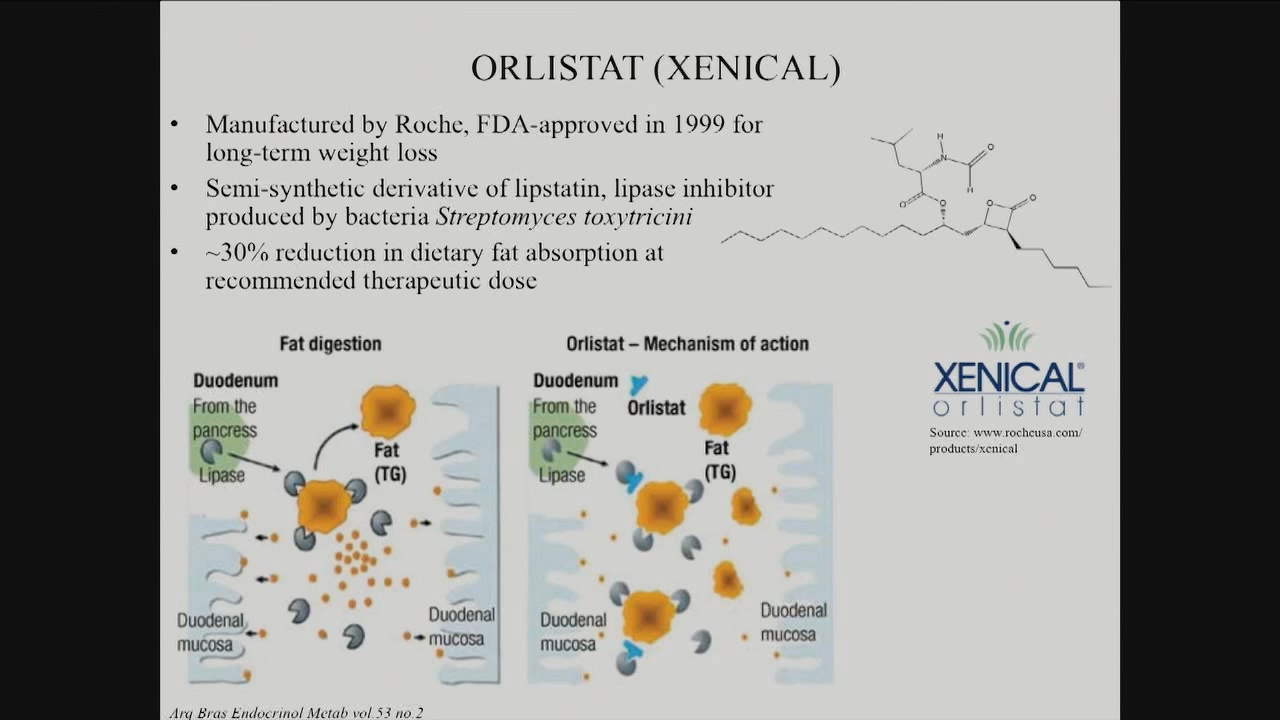 ORLISTAT (XENICAL)
• Manufactured by Roche, FDA-approved in 1999 for
long-term weight loss
• Semi-synthetic derivative of lipstatin, lipase inhibitor
produced by bacteria Streptomyces toxytricini
• ~30% reduction in dietary fat absorption at
recommended therapeutic dose
H
N
O
H
O
O
O
O
Fat digestion
Duodenum
From the
pancress
Lipase
Fat
(TG)
Duodenal
mucosa
Duodenal
mucosa
Orlistat – Mechanism of action
Duodenum
Orlistat
From the
pancress
Lipase
Fat
(TG)
Duodenal
mucosa
Duodenal
mucosa
XENICAL®
orlistat
Source: www.rocheusa.com/
products/xenical
Arq Bras Endocrinol Metab vol.53 no.2